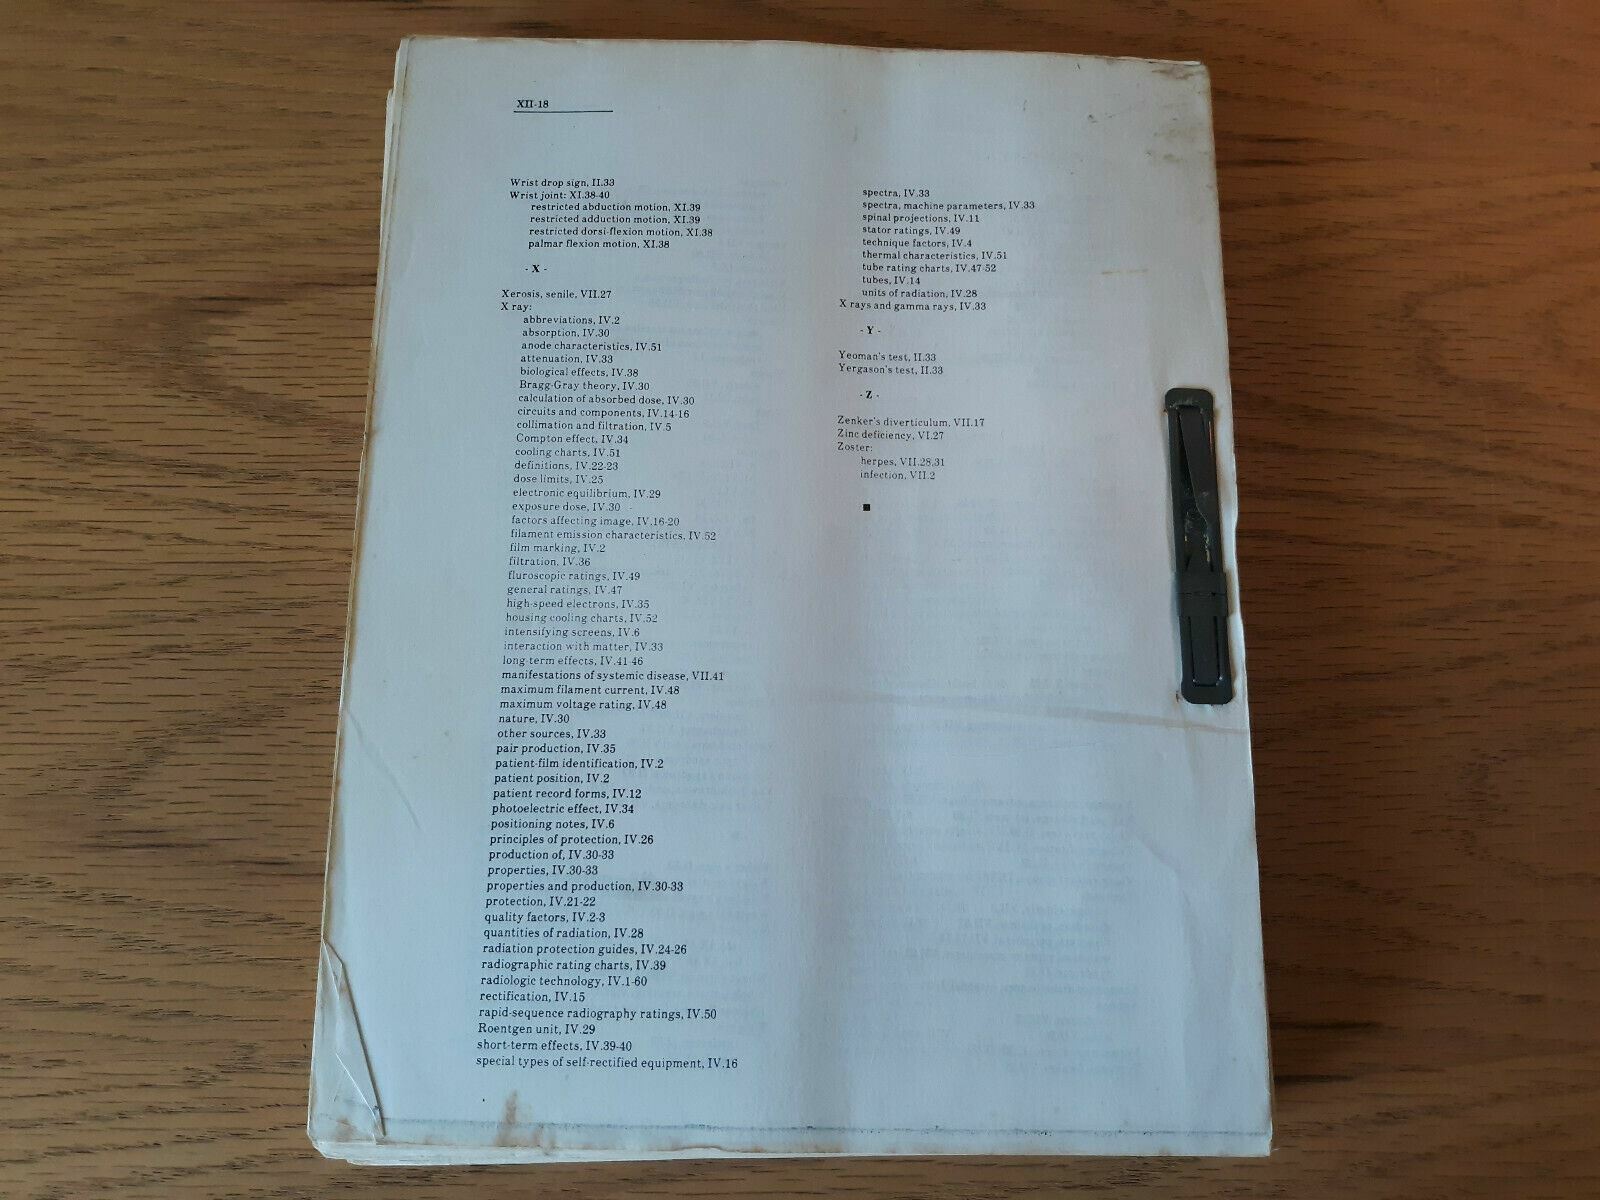 XII-18
Wrist drop sign, II.33
Wrist joint: XI.38-40
restricted abduction motion, XI.39
restricted adduction motion, XI.39
restricted dorsi-flexion motion, XI.38
palmar flexion motion, XI.38
- X -
Xerosis, senile, VII.27
X ray:
abbreviations, IV.2
absorption, IV.30
anode characteristics, IV.51
attenuation, IV.33
biological effects, IV.38
Bragg-Gray theory, IV.30
calculation of absorbed dose, IV.30
circuits and components, IV.14-16
collimation and filtration, IV.5
Compton effect, IV.34
cooling charts, IV.51
definitions, IV.22-23
dose limits, IV.25
electronic equilibrium, IV.29
exposure dose, IV.30
factors affecting image, IV.16-20
filament emission characteristics, IV.52
film marking, IV.2
filtration, IV.36
fluroscopic ratings, IV.49
general ratings, IV.47
high-speed electrons, IV.35
housing cooling charts, IV.52
intensifying screens, IV.6
interaction with matter, IV.33
long-term effects, IV.41-46
manifestations of systemic disease, VII.41
maximum filament current, IV.48
maximum voltage rating, IV.48
nature, IV.30
other sources, IV.33
pair production, IV.35
patient-film identification, IV.2
patient position, IV.2
patient record forms, IV.12
photoelectric effect, IV.34
positioning notes, IV.6
principles of protection, IV.26
production of, IV.30-33
properties, IV.30-33
properties and production, IV.30-33
protection, IV.21-22
quality factors, IV.2-3
quantities of radiation, IV.28
radiation protection guides, IV.24-26
radiographic rating charts, IV.39
radiologic technology, IV.1-60
rectification, IV.15
rapid-sequence radiography ratings, IV.50
Roentgen unit, IV.29
short-term effects, IV.39-40
special types of self-rectified equipment, IV.16
spectra, IV.33
spectra, machine parameters, IV.33
spinal projections, IV.11
stator ratings, IV.49
technique factors, IV.4
thermal characteristics, IV.51
tube rating charts, IV.47-52
tubes, IV.14
units of radiation, IV.28
X rays and gamma rays, IV.33
- Y -
Yeoman's test, II.33
Yergason's test, II.33
- Z -
Zenker's diverticulum, VII.17
Zinc deficiency, VI.27
Zoster:
herpes, VII.28,31
infection, VII.2